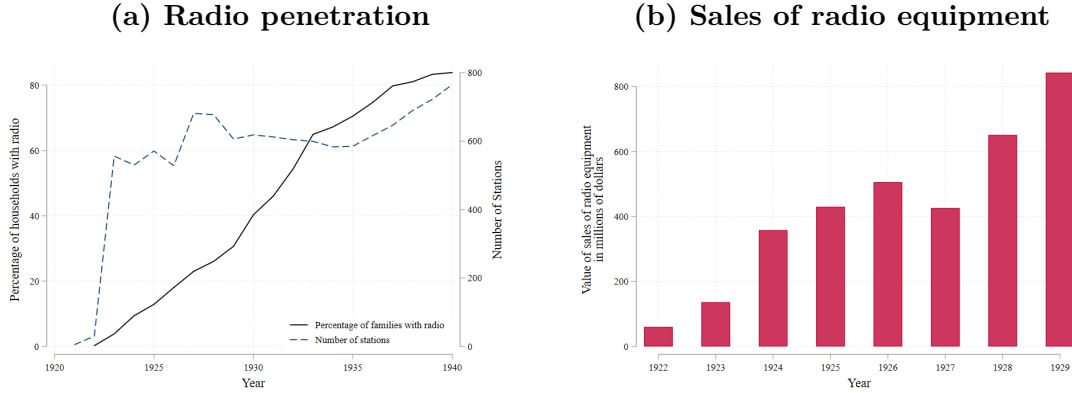 (a) Radio penetration
Percentage of households with radio
80
60
40
20
0
800
600
400
200
0
Number of Stations
Percentage of families with radio
Number of stations
1920 1925 1930 1935 1940
Year
(b) Sales of radio equipment
Value of sales of radio equipment
in millions of dollars
800
600
400
200
0
1922 1923 1924 1925 1926 1927 1928 1929
Year